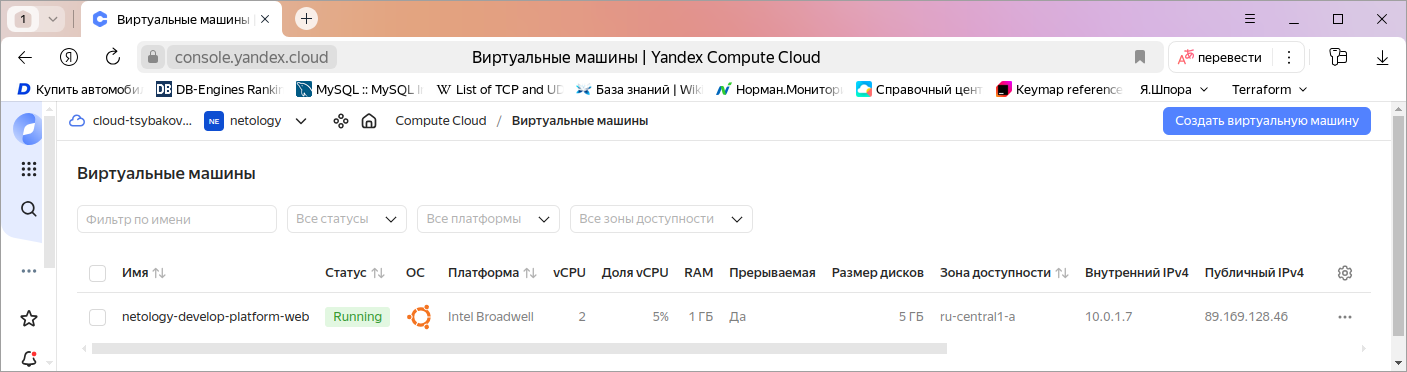 1
Виртуальные машины |
console.yandex.cloud
Виртуальные машины | Yandex Compute Cloud
перевести
Купить автомоби
DB-Engines Rankin
MySQL :: MySQL
List of TCP and UD
База знаний | Wiki
Норман.Монитор
Справочный цент
Keymap reference
Я.Шпора
Terraform
cloud-tsybakov...
NE
netology
Compute Cloud / Виртуальные машины
Создать виртуальную машину
Виртуальные машины
Фильтр по имени
Все статусы
Все платформы
Все зоны доступности
Имя Статус ОС Платформа vCPU Доля vCPU RAM Прерываемая Размер дисков Зона доступности Внутренний IPv4 Публичный IPv4
netology-develop-platform-web Running Intel Broadwell 2 5% 1 ГБ Да 5 ГБ ru-central1-a 10.0.1.7 89.169.128.46